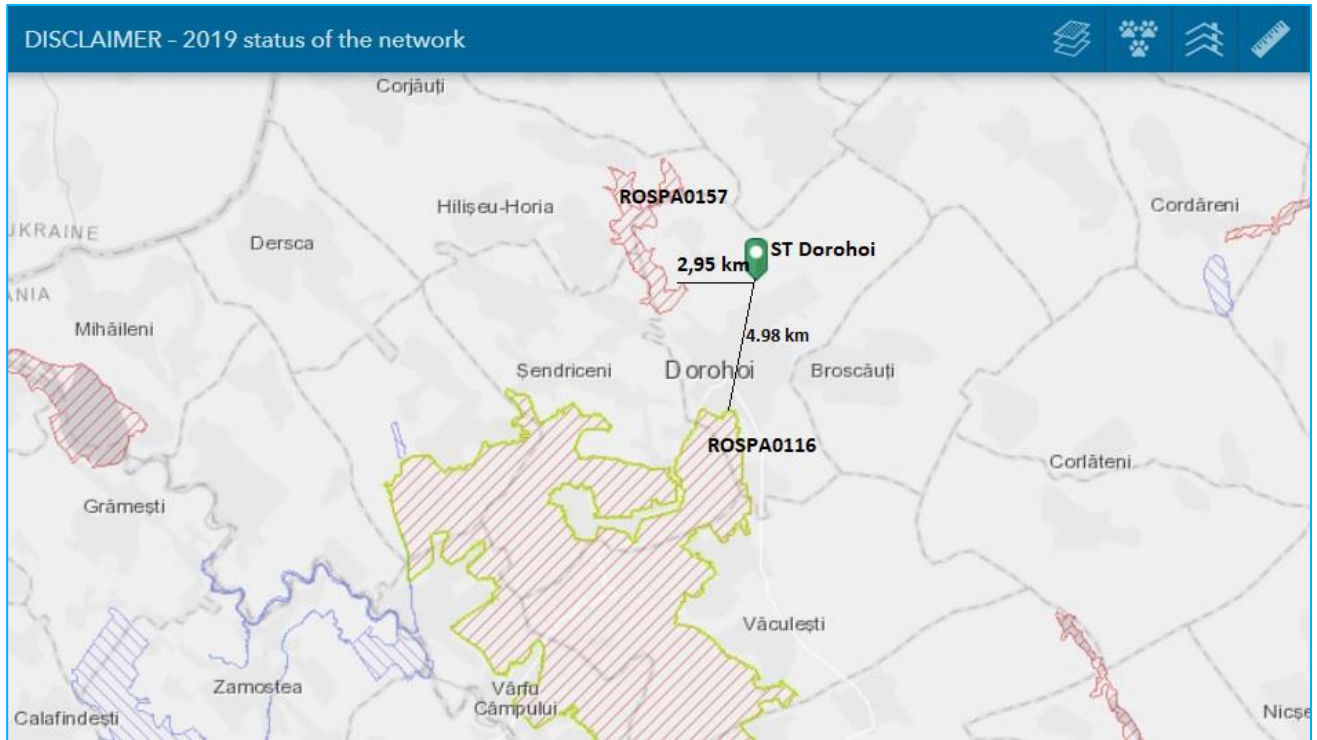 DISCLAIMER – 2019 status of the network
Corjăuți
ROSPA0157
Hilișeu-Horia
Cordăreni
UKRAINE
Dersca
ST Dorohoi
2,95 km
ANIA
Mihăileni
4.98 km
Șendriceni
Dorohoi
Broscăuți
ROSPA0116
Corlăteni
Grămești
Văculești
Zamostea
Vârfu
Câmpului
Calafindești
Nicșe